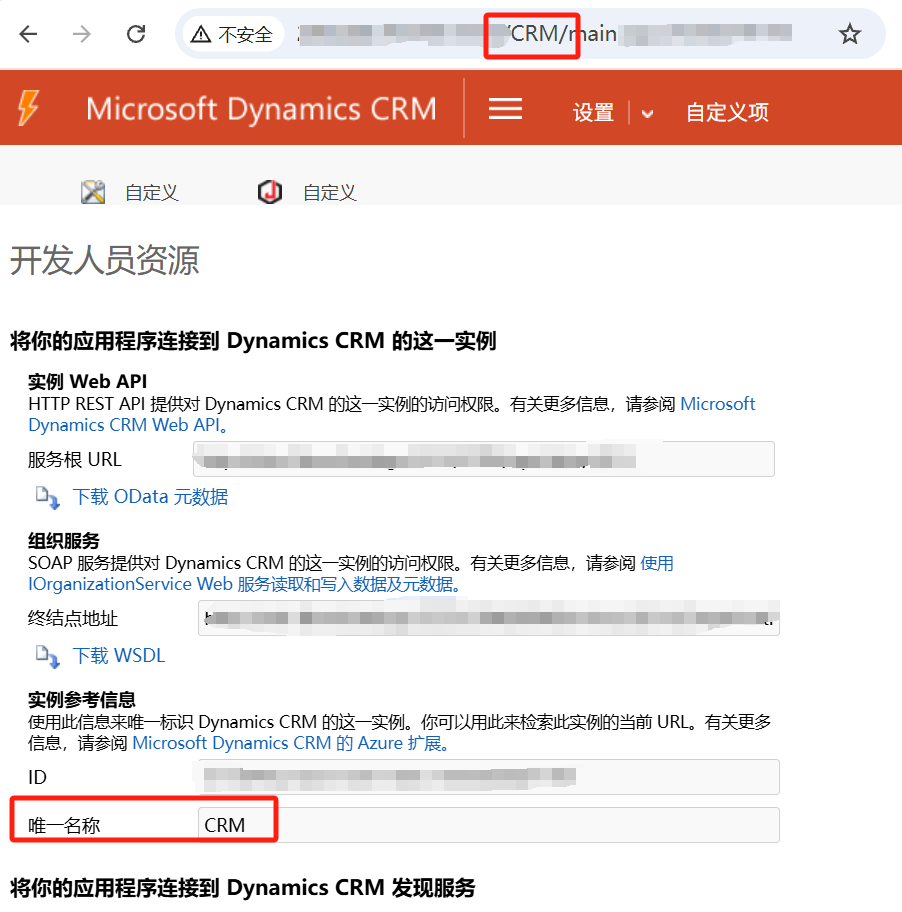 不安全
/CRM/main
Microsoft Dynamics CRM
设置
自定义项
自定义
自定义
开发人员资源
将你的应用程序连接到 Dynamics CRM 的这一实例
实例 Web API
HTTP REST API 提供对 Dynamics CRM 的这一实例的访问权限。有关更多信息，请参阅 Microsoft
Dynamics CRM Web API。
服务根 URL
下载 OData 元数据
组织服务
SOAP 服务提供对 Dynamics CRM 的这一实例的访问权限。有关更多信息，请参阅 使用
IOrganizationService Web 服务读取和写入数据及元数据。
终结点地址
下载 WSDL
实例参考信息
使用此信息来唯一标识 Dynamics CRM 的这一实例。你可以用此来检索此实例的当前 URL。有关更多
信息，请参阅 Microsoft Dynamics CRM 的 Azure 扩展。
ID
唯一名称 CRM
将你的应用程序连接到 Dynamics CRM 发现服务